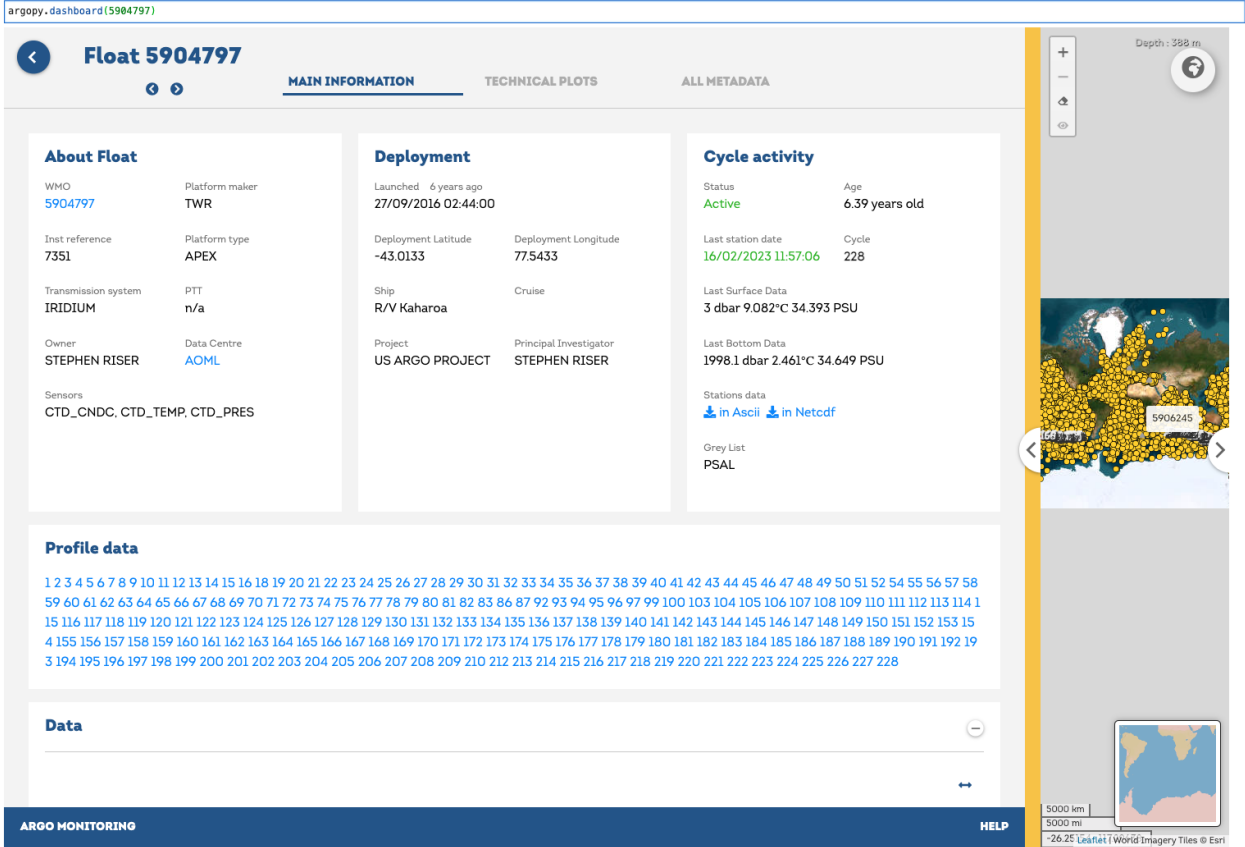 argopy.dashboard(5904797)
Float 5904797
MAIN INFORMATION
TECHNICAL PLOTS
ALL METADATA
About Float
WMO
5904797
Platform maker
TWR
Inst reference
7351
Platform type
APEX
Transmission system
IRIDIUM
PTT
n/a
Owner
STEPHEN RISER
Data Centre
AOML
Sensors
CTD_CNDC, CTD_TEMP, CTD_PRES
Deployment
Launched 6 years ago
27/09/2016 02:44:00
Deployment Latitude
-43.0133
Deployment Longitude
77.5433
Ship
R/V Kaharoa
Cruise
Project
US ARGO PROJECT
Principal Investigator
STEPHEN RISER
Cycle activity
Status
Active
Age
6.39 years old
Last station date
16/02/2023 11:57:06
Cycle
228
Last Surface Data
3 dbar 9.082°C 34.393 PSU
Last Bottom Data
1998.1 dbar 2.461°C 34.649 PSU
Stations data
in Ascii in Netcdf
Grey List
PSAL
Profile data
1 2 3 4 5 6 7 8 9 10 11 12 13 14 15 16 18 19 20 21 22 23 24 25 26 27 28 29 30 31 32 33 34 35 36 37 38 39 40 41 42 43 44 45 46 47 48 49 50 51 52 54 55 56 57 58
59 60 61 62 63 64 65 66 67 68 69 70 71 72 73 74 75 76 77 78 79 80 81 82 83 86 87 92 93 94 95 96 97 99 100 103 104 105 106 107 108 109 110 111 112 113 114 1
15 116 117 118 119 120 121 122 123 124 125 126 127 128 129 130 131 132 133 134 135 136 137 138 139 140 141 142 143 144 145 146 147 148 149 150 151 152 153 15
4 155 156 157 158 159 160 161 162 163 164 165 166 167 168 169 170 171 172 173 174 175 176 177 178 179 180 181 182 183 184 185 186 187 188 189 190 191 192 19
3 194 195 196 197 198 199 200 201 202 203 204 205 206 207 208 209 210 212 213 214 215 216 217 218 219 220 221 222 223 224 225 226 227 228
Data
ARGO MONITORING
HELP
Depth : 388 m
5906245
5000 km
5000 mi
Leaflet | World Imagery Tiles © Esri